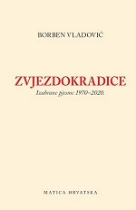 BORBEN VLADOVIĆ
ZVJEZDOKRADICE
Izabrane pjesme 1970–2020.
MATICA HRVATSKA